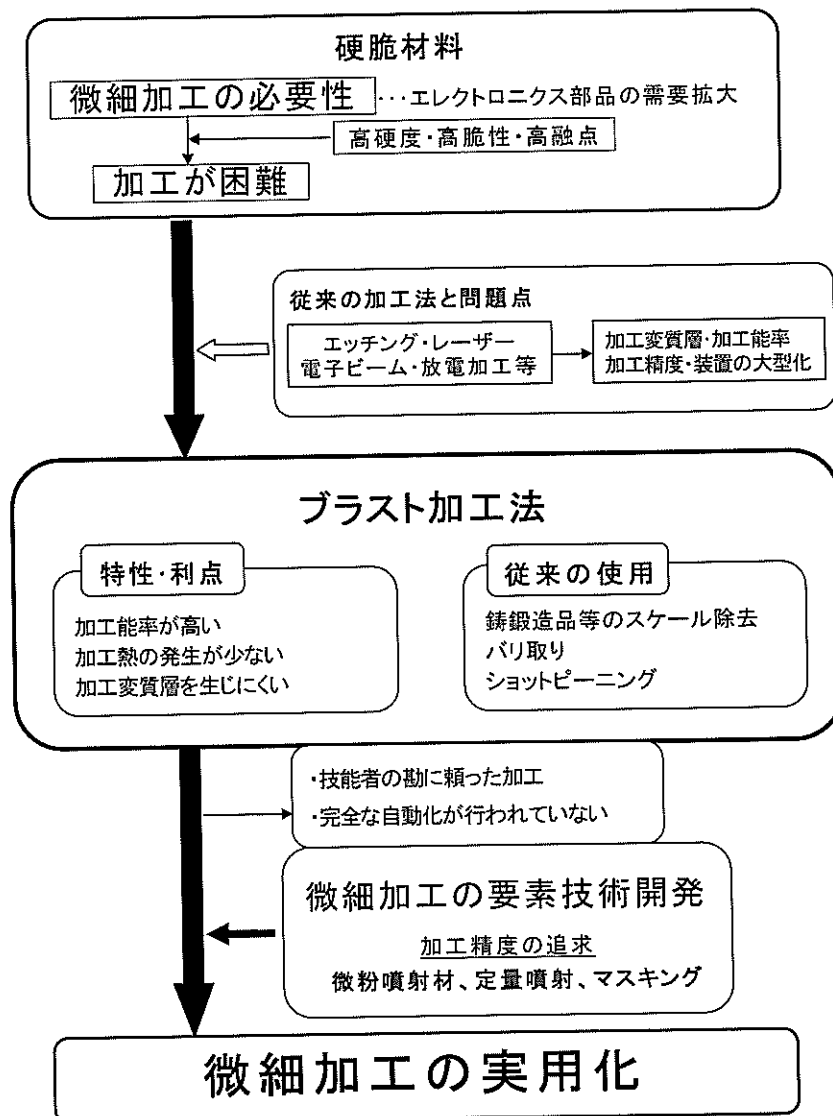 硬脆材料
微細加工の必要性 ···エレクトロニクス部品の需要拡大
高硬度·高脆性·高融点
加工が困難
従来の加工法と問題点
エッチング·レーザー
電子ビーム·放電加工等
加工変質層·加工能率
加工精度·装置の大型化
ブラスト加工法
特性·利点
加工能率が高い
加工熱の発生が少ない
加工変質層を生じにくい
従来の使用
鋳鍛造品等のスケール除去
バリ取り
ショットピーニング
·技能者の勘に頼った加工
·完全な自動化が行われていない
微細加工の要素技術開発
加工精度の追求
微粉噴射材、定量噴射、マスキング
微細加工の実用化